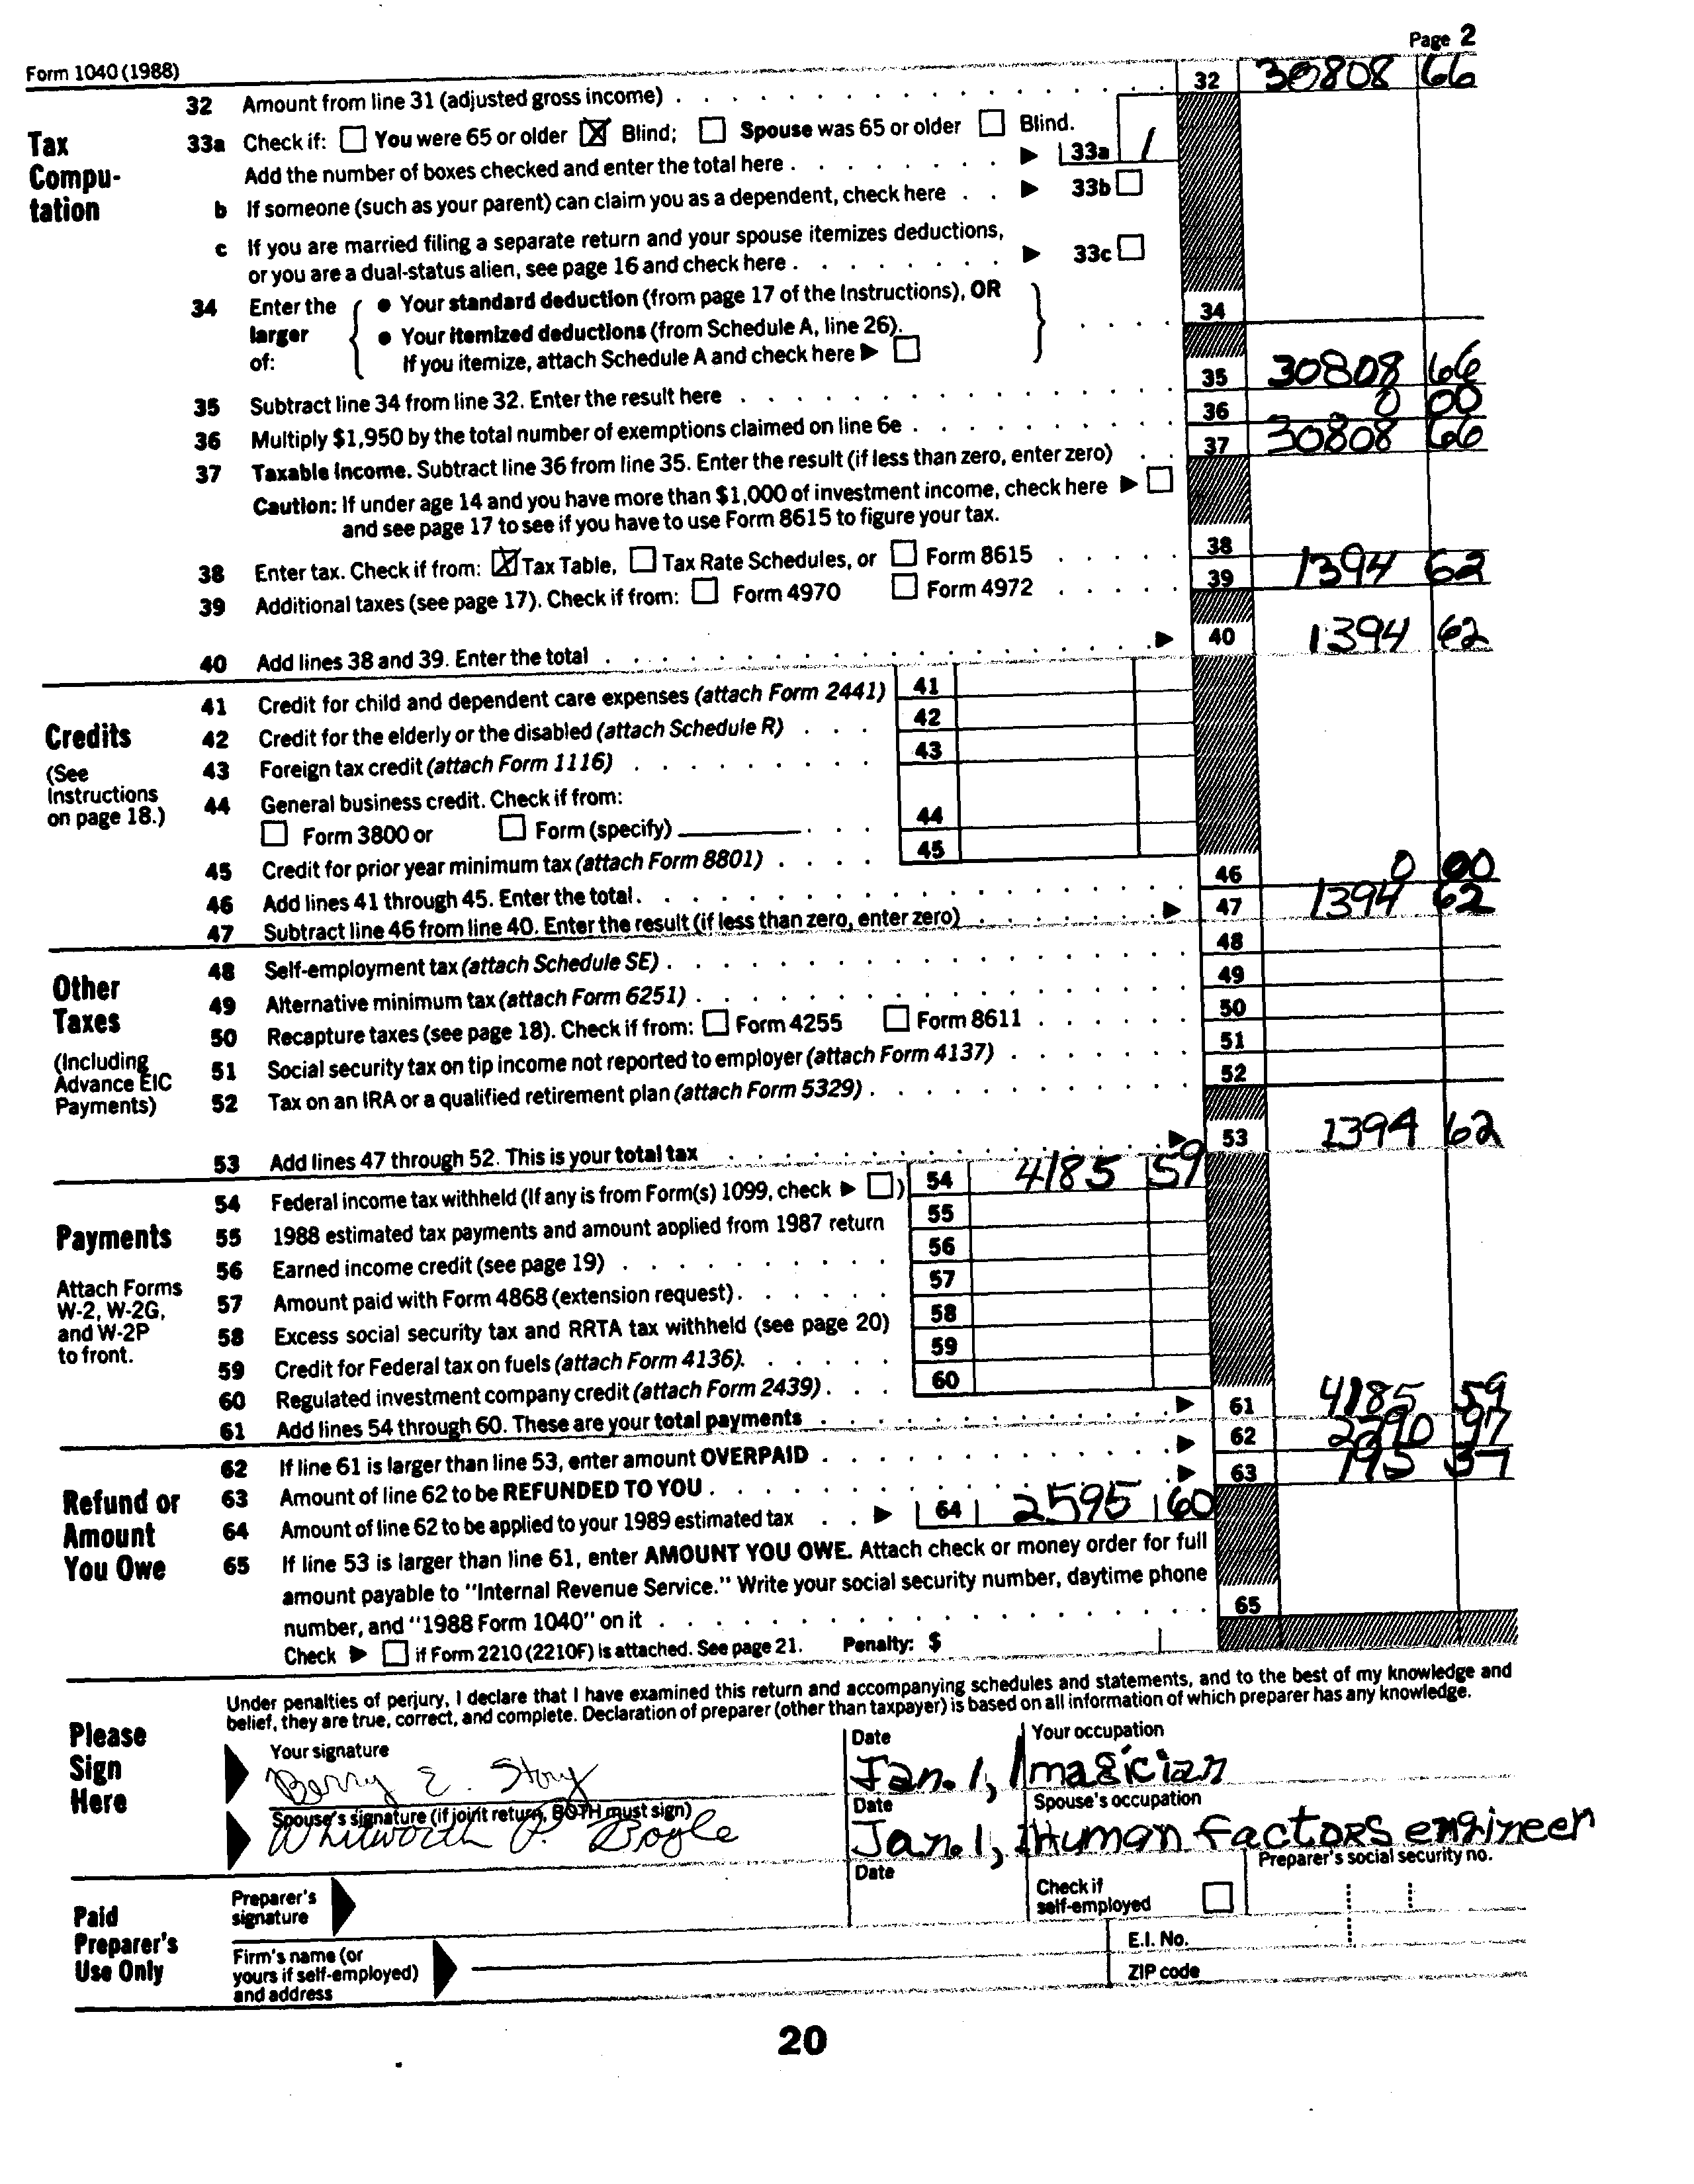 Form 1040 (1988) Page 2
Tax Computation
32 Amount from line 31 (adjusted gross income) 32 30808 66
33a Check if: ☐ You were 65 or older ☒ Blind; ☐ Spouse was 65 or older ☐ Blind.
Add the number of boxes checked and enter the total here ▶ 33a 1
b If someone (such as your parent) can claim you as a dependent, check here ▶ 33b ☐
c If you are married filing a separate return and your spouse itemizes deductions,
or you are a dual-status alien, see page 16 and check here ▶ 33c ☐
34 Enter the larger of: { ● Your standard deduction (from page 17 of the Instructions), OR
● Your itemized deductions (from Schedule A, line 26).
If you itemize, attach Schedule A and check here ▶ ☐ } 34
35 Subtract line 34 from line 32. Enter the result here 35 30808 66
36 Multiply $1,950 by the total number of exemptions claimed on line 6e 36 0 00
37 Taxable income. Subtract line 36 from line 35. Enter the result (if less than zero, enter zero) 37 30808 66
Caution: If under age 14 and you have more than $1,000 of investment income, check here ▶ ☐
and see page 17 to see if you have to use Form 8615 to figure your tax.
38 Enter tax. Check if from: ☒ Tax Table, ☐ Tax Rate Schedules, or ☐ Form 8615 38
39 Additional taxes (see page 17). Check if from: ☐ Form 4970 ☐ Form 4972 39 1394 62
40 Add lines 38 and 39. Enter the total ▶ 40 1394 62
Credits
(See Instructions on page 18.)
41 Credit for child and dependent care expenses (attach Form 2441) 41
42 Credit for the elderly or the disabled (attach Schedule R) 42
43 Foreign tax credit (attach Form 1116) 43
44 General business credit. Check if from:
☐ Form 3800 or ☐ Form (specify) 44
45 Credit for prior year minimum tax (attach Form 8801) 45
46 Add lines 41 through 45. Enter the total 46 0 00
47 Subtract line 46 from line 40. Enter the result (if less than zero, enter zero) ▶ 47 1394 62
Other Taxes
(Including Advance EIC Payments)
48 Self-employment tax (attach Schedule SE) 48
49 Alternative minimum tax (attach Form 6251) 49
50 Recapture taxes (see page 18). Check if from: ☐ Form 4255 ☐ Form 8611 50
51 Social security tax on tip income not reported to employer (attach Form 4137) 51
52 Tax on an IRA or a qualified retirement plan (attach Form 5329) 52
53 Add lines 47 through 52. This is your total tax ▶ 53 1394 62
Payments
Attach Forms W-2, W-2G, and W-2P to front.
54 Federal income tax withheld (If any is from Form(s) 1099, check ▶ ☐) 54 4185 59
55 1988 estimated tax payments and amount applied from 1987 return 55
56 Earned income credit (see page 19) 56
57 Amount paid with Form 4868 (extension request) 57
58 Excess social security tax and RRTA tax withheld (see page 20) 58
59 Credit for Federal tax on fuels (attach Form 4136) 59
60 Regulated investment company credit (attach Form 2439) 60
61 Add lines 54 through 60. These are your total payments ▶ 61 4185 59
Refund or Amount You Owe
62 If line 61 is larger than line 53, enter amount OVERPAID ▶ 62 2790 97
63 Amount of line 62 to be REFUNDED TO YOU ▶ 63 195 37
64 Amount of line 62 to be applied to your 1989 estimated tax ▶ 64 2595 60
65 If line 53 is larger than line 61, enter AMOUNT YOU OWE. Attach check or money order for full
amount payable to "Internal Revenue Service." Write your social security number, daytime phone
number, and "1988 Form 1040" on it 65
Check ▶ ☐ if Form 2210 (2210F) is attached. See page 21. Penalty: $
Please Sign Here
Under penalties of perjury, I declare that I have examined this return and accompanying schedules and statements, and to the best of my knowledge and
belief, they are true, correct, and complete. Declaration of preparer (other than taxpayer) is based on all information of which preparer has any knowledge.
Your signature Date Your occupation
Berry E. Story Jan. 1, magician
Spouse's signature (if joint return, BOTH must sign) Date Spouse's occupation
Whitworth P. Bogle Jan. 1, Human factors engineer
Paid Preparer's Use Only
Preparer's signature Date Check if self-employed ☐ Preparer's social security no.
Firm's name (or yours if self-employed) and address E.I. No.
ZIP code
20